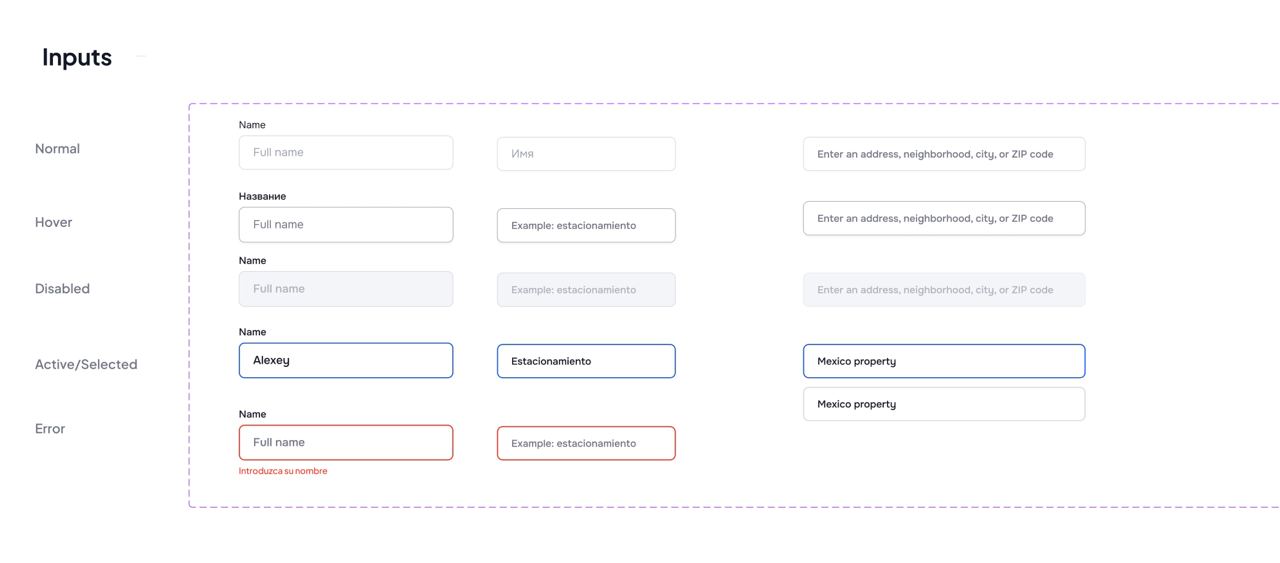 Inputs
Normal
Name
Full name
Имя
Enter an address, neighborhood, city, or ZIP code
Hover
Название
Full name
Example: estacionamiento
Enter an address, neighborhood, city, or ZIP code
Disabled
Name
Full name
Example: estacionamiento
Enter an address, neighborhood, city, or ZIP code
Active/Selected
Name
Alexey
Estacionamiento
Mexico property
Mexico property
Error
Name
Full name
Example: estacionamiento
Introduzca su nombre